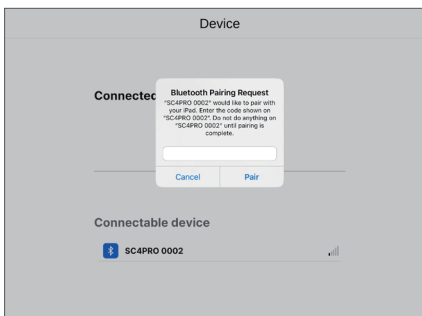 Device
Connected
Bluetooth Pairing Request
"SC4PRO 0002" would like to pair with
your iPad. Enter the code shown on
"SC4PRO 0002". Do not do anything on
"SC4PRO 0002" until pairing is
complete.
Cancel Pair
Connectable device
SC4PRO 0002